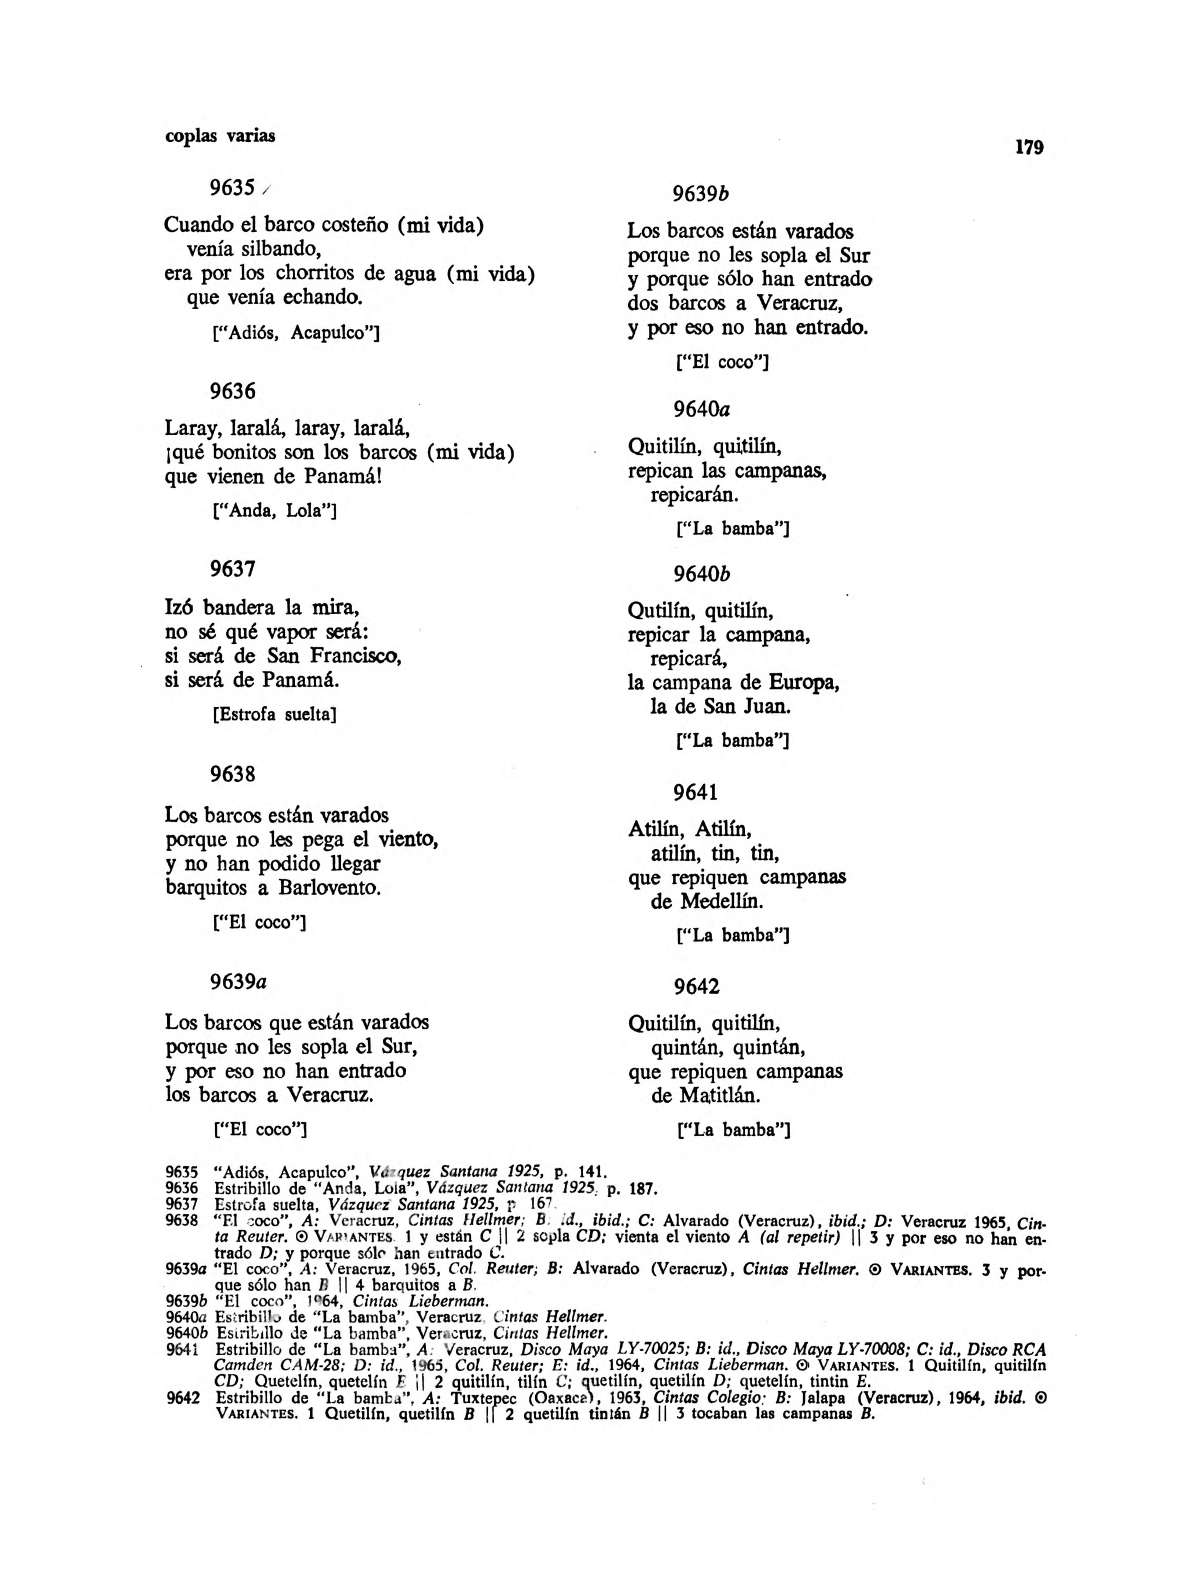 coplas varias
179
9635
Cuando el barco costeño (mi vida)
venía silbando,
era por los chorritos de agua (mi vida)
que venía echando.
["Adiós, Acapulco"]
9636
Laray, laralá, laray, laralá,
¡qué bonitos son los barcos (mi vida)
que vienen de Panamá!
["Anda, Lola"]
9637
Izó bandera la mira,
no sé qué vapor será:
si será de San Francisco,
si será de Panamá.
[Estrofa suelta]
9638
Los barcos están varados
porque no les pega el viento,
y no han podido llegar
barquitos a Barlovento.
["El coco"]
9639a
Los barcos que están varados
porque no les sopla el Sur,
y por eso no han entrado
los barcos a Veracruz.
["El coco"]
9639b
Los barcos están varados
porque no les sopla el Sur
y porque sólo han entrado
dos barcos a Veracruz,
y por eso no han entrado.
["El coco"]
9640a
Quitilín, quitilín,
repican las campanas,
repicarán.
["La bamba"]
9640b
Qutilín, quitilín,
repicar la campana,
repicará,
la campana de Europa,
la de San Juan.
["La bamba"]
9641
Atilín, Atilín,
atilín, tin, tin,
que repiquen campanas
de Medellín.
["La bamba"]
9642
Quitilín, quitilín,
quintán, quintán,
que repiquen campanas
de Matitlán.
["La bamba"]
9635 "Adiós, Acapulco", Vázquez Santana 1925, p. 141.
9636 Estribillo de "Anda, Lola", Vázquez Santana 1925, p. 187.
9637 Estrofa suelta, Vázquez Santana 1925, p. 167.
9638 "El coco", A: Veracruz, Cintas Hellmer; B: id., ibid.; C: Alvarado (Veracruz), ibid.; D: Veracruz 1965, Cin-
ta Reuter. ⊙ VARIANTES. 1 y están C || 2 sopla CD; vienta el viento A (al repetir) || 3 y por eso no han en-
trado D; y porque sólo han entrado C.
9639a "El coco", A: Veracruz, 1965, Col. Reuter; B: Alvarado (Veracruz), Cintas Hellmer. ⊙ VARIANTES. 3 y por-
que sólo han B || 4 barquitos a B.
9639b "El coco", 1964, Cintas Lieberman.
9640a Estribillo de "La bamba", Veracruz, Cintas Hellmer.
9640b Estribillo de "La bamba", Veracruz, Cintas Hellmer.
9641 Estribillo de "La bamba", A: Veracruz, Disco Maya LY-70025; B: id., Disco Maya LY-70008; C: id., Disco RCA
Camden CAM-28; D: id., 1965, Col. Reuter; E: id., 1964, Cintas Lieberman. ⊙ VARIANTES. 1 Quitilín, quitilín
CD; Quetelín, quetelín E || 2 quitilín, tilín C; quetilín, quetilín D; quetelín, tintin E.
9642 Estribillo de "La bamba", A: Tuxtepec (Oaxaca), 1963, Cintas Colegio; B: Jalapa (Veracruz), 1964, ibid. ⊙
VARIANTES. 1 Quetilín, quetilín B || 2 quetilín tintán B || 3 tocaban las campanas B.